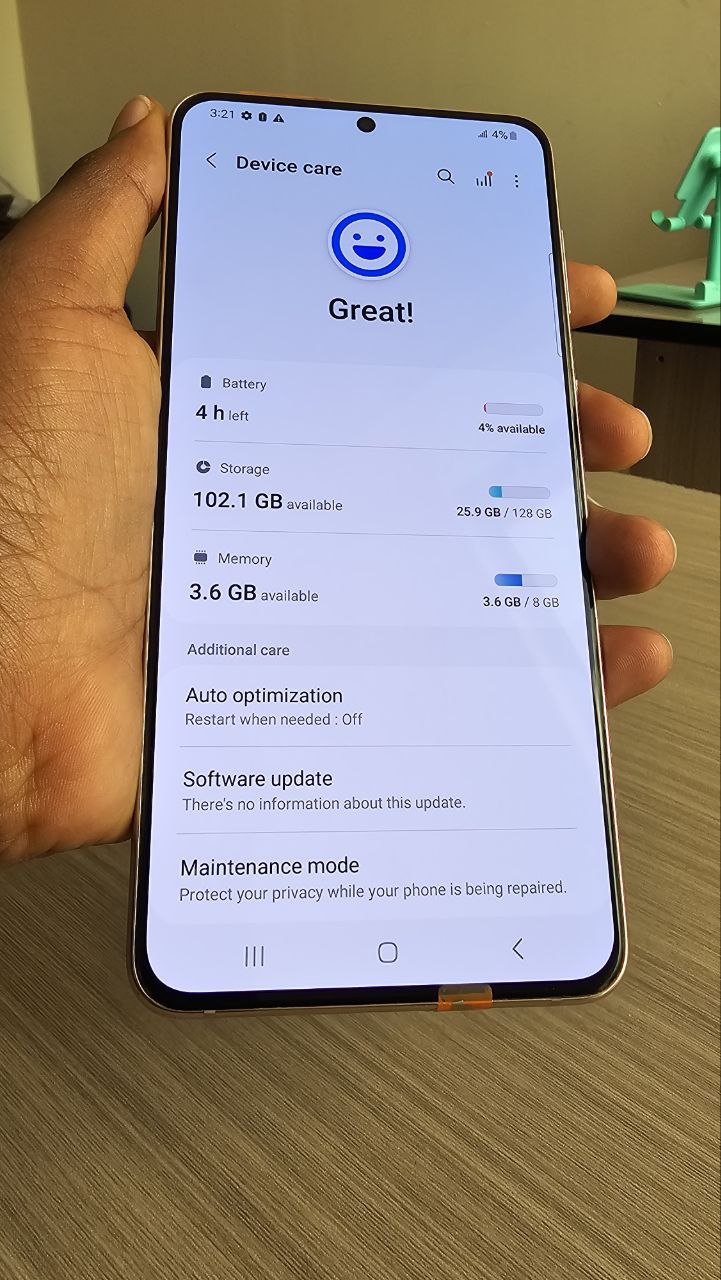 3:21
4%
Device care
Great!
Battery
4 h left
4% available
Storage
102.1 GB available
25.9 GB / 128 GB
Memory
3.6 GB available
3.6 GB / 8 GB
Additional care
Auto optimization
Restart when needed : Off
Software update
There's no information about this update.
Maintenance mode
Protect your privacy while your phone is being repaired.